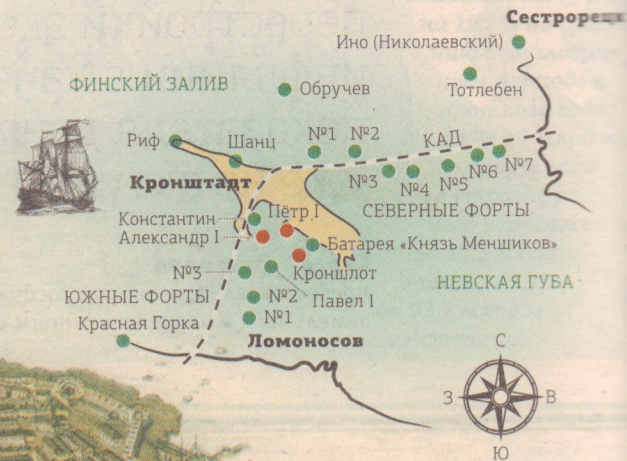 Сестрорецк
Ино (Николаевский)
ФИНСКИЙ ЗАЛИВ
Обручев
Тотлебен
Риф
Шанц
№1
№2
КАД
№3
№4
№5
№6
№7
Кронштадт
Константин
Пётр I
СЕВЕРНЫЕ ФОРТЫ
Александр I
Батарея «Князь Меншиков»
№3
Кроншлот
НЕВСКАЯ ГУБА
ЮЖНЫЕ ФОРТЫ
№2
Павел I
Красная Горка
№1
Ломоносов
С
З
В
Ю